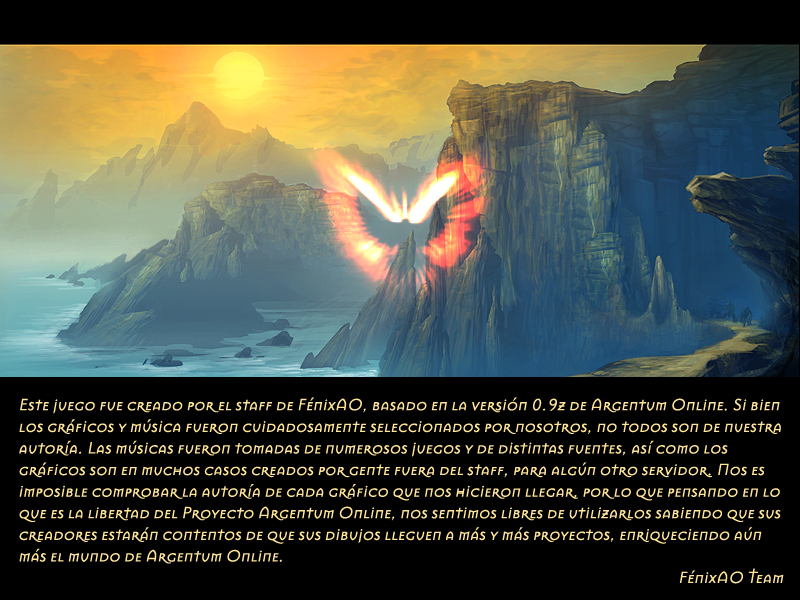 Este juego fue creado por el staff de FénixAO, basado en la versión 0.9z de Argentum Online. Si bien
los gráficos y música fueron cuidadosamente seleccionados por nosotros, no todos son de nuestra
autoría. Las músicas fueron tomadas de numerosos juegos y de distintas fuentes, así como los
gráficos son en muchos casos creados por gente fuera del staff, para algún otro servidor. Nos es
imposible comprobar la autoría de cada gráfico que nos hicieron llegar, por lo que pensando en lo
que es la libertad del Proyecto Argentum Online, nos sentimos libres de utilizarlos sabiendo que sus
creadores estarán contentos de que sus dibujos lleguen a más y más proyectos, enriqueciendo aún
más el mundo de Argentum Online.
FénixAO Team